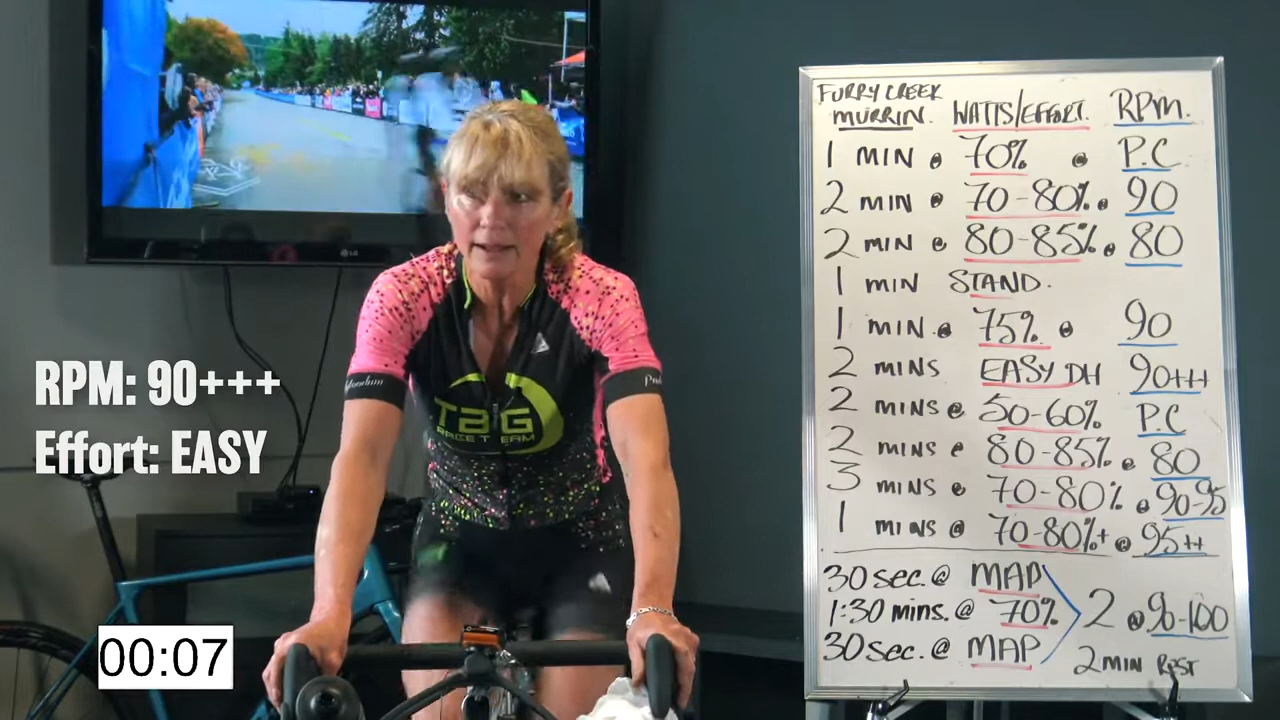 FURRY CREEK
MURRIN. WATTS/EFFORT. RPM.
1 MIN @ 70% @ P.C
2 MIN @ 70-80% @ 90
2 MIN @ 80-85% @ 80
1 MIN STAND.
1 MIN @ 75% @ 90
2 MINS EASY DH 90+++
2 MINS @ 50-60% P.C
2 MINS @ 80-85% @ 80
3 MINS @ 70-80% @ 90-95
1 MINS @ 70-80%+ @ 95++
30 SEC. @ MAP
1:30 MINS. @ 70% 2 @ 90-100
30 SEC. @ MAP
2 MIN REST
RPM: 90+++
Effort: EASY
TaG
RACE TEAM
LG
00:07